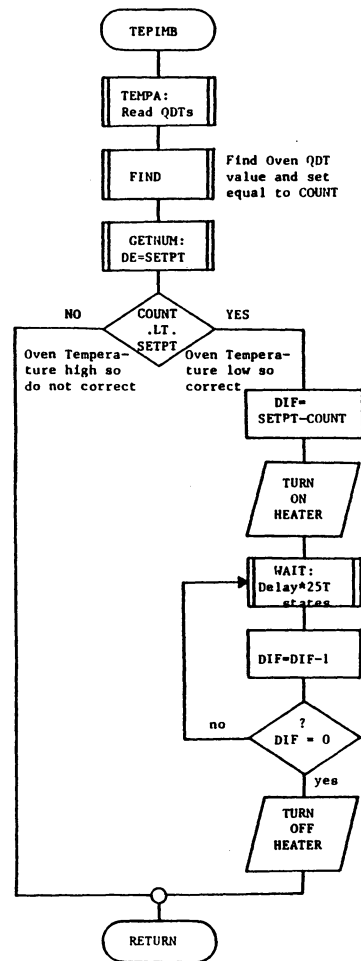 TEPIMB
TEMPA:
Read QDTs
FIND
Find Oven QDT
value and set
equal to COUNT
GETNUM:
DE=SETPT
NO
COUNT
.LT.
SETPT
YES
Oven Tempera-
ture high so
do not correct
Oven Tempera-
ture low so
correct
DIF=
SETPT-COUNT
TURN
ON
HEATER
WAIT:
Delay*25T
states
DIF=DIF-1
no
?
DIF = 0
yes
TURN
OFF
HEATER
RETURN